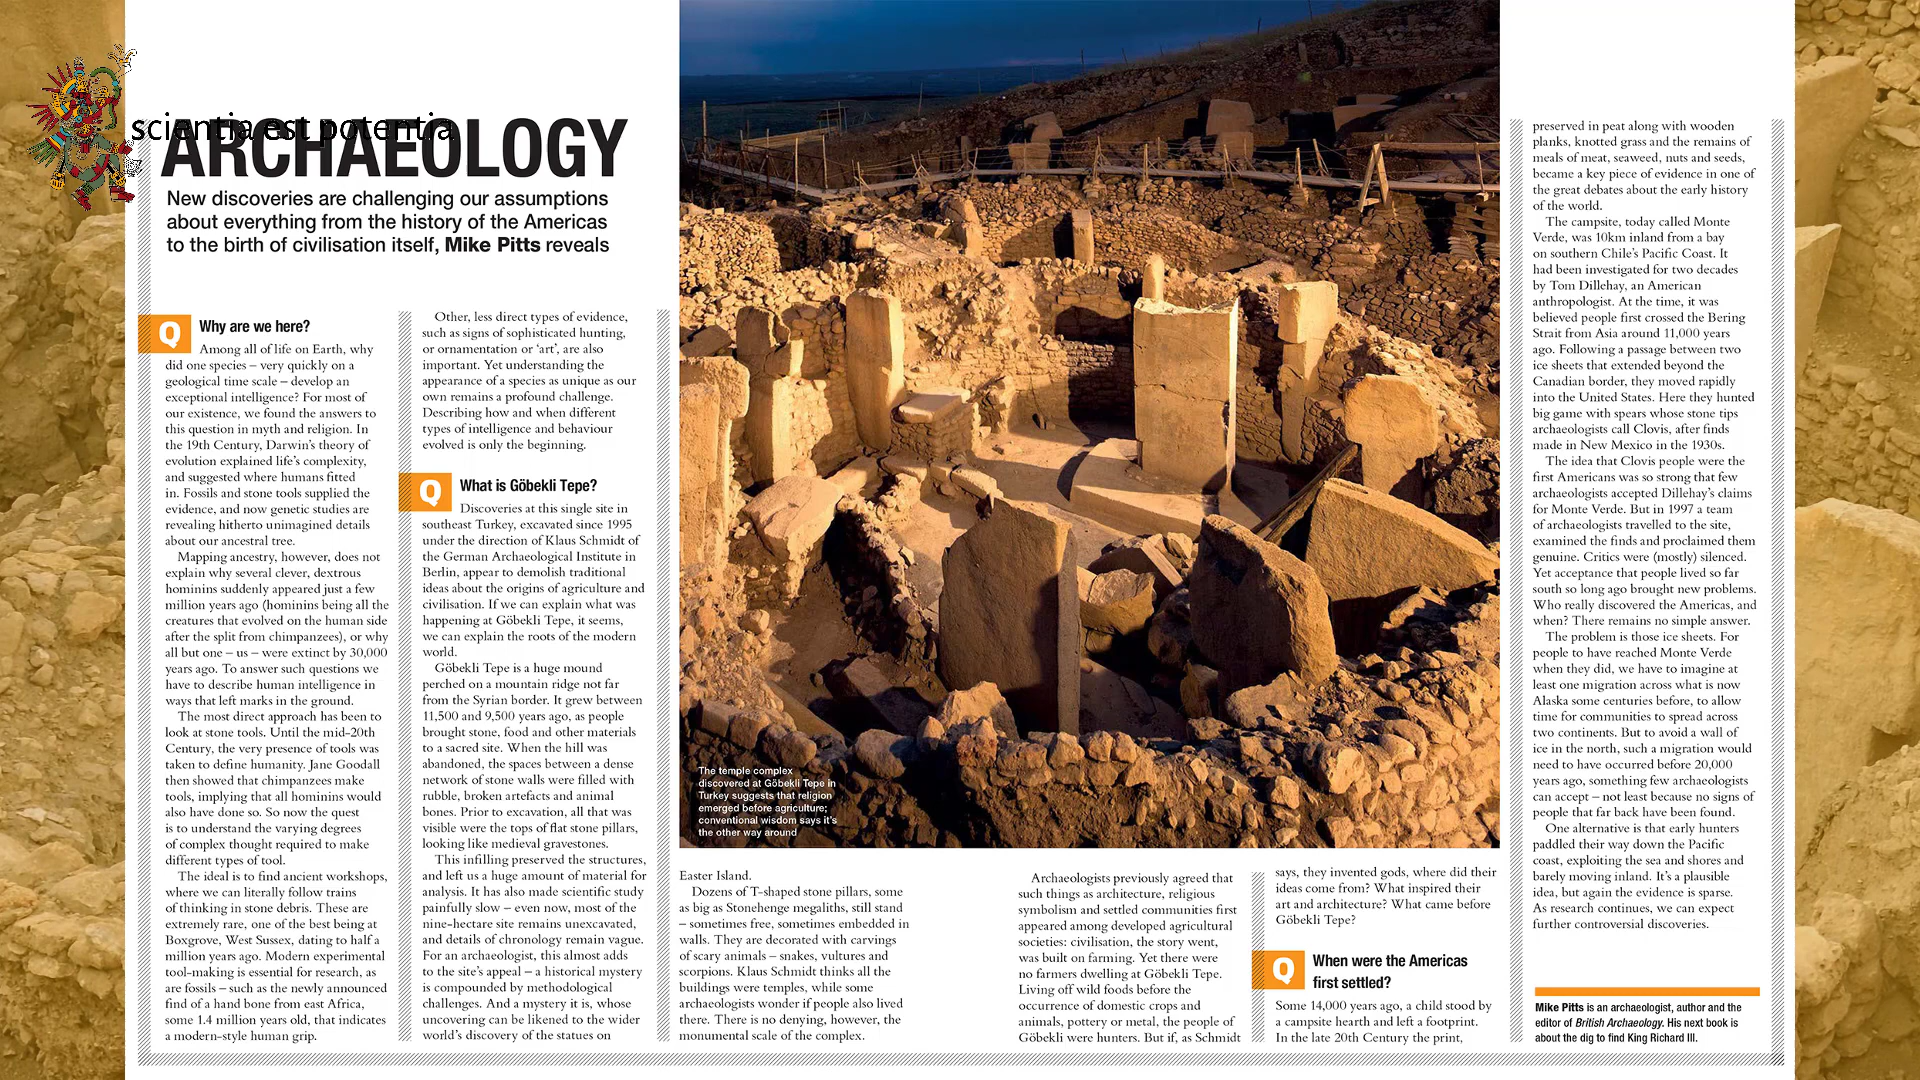 scientia est potentia
ARCHAEOLOGY
New discoveries are challenging our assumptions
about everything from the history of the Americas
to the birth of civilisation itself, Mike Pitts reveals
Q
Why are we here?
Among all of life on Earth, why
did one species – very quickly on a
geological time scale – develop an
exceptional intelligence? For most of
our existence, we found the answers to
this question in myth and religion. In
the 19th Century, Darwin's theory of
evolution explained life's complexity,
and suggested where humans fitted
in. Fossils and stone tools supplied the
evidence, and now genetic studies are
revealing hitherto unimagined details
about our ancestral tree.
Mapping ancestry, however, does not
explain why several clever, dextrous
hominins suddenly appeared just a few
million years ago (hominins being all the
creatures that evolved on the human side
after the split from chimpanzees), or why
all but one – us – were extinct by 30,000
years ago. To answer such questions we
have to describe human intelligence in
ways that left marks in the ground.
The most direct approach has been to
look at stone tools. Until the mid-20th
Century, the very presence of tools was
taken to define humanity. Jane Goodall
then showed that chimpanzees make
tools, implying that all hominins would
also have done so. So now the quest
is to understand the varying degrees
of complex thought required to make
different types of tool.
The ideal is to find ancient workshops,
where we can literally follow trains
of thinking in stone debris. These are
extremely rare, one of the best being at
Boxgrove, West Sussex, dating to half a
million years ago. Modern experimental
tool-making is essential for research, as
are fossils – such as the newly announced
find of a hand bone from east Africa,
some 1.4 million years old, that indicates
a modern-style human grip.
Other, less direct types of evidence,
such as signs of sophisticated hunting,
or ornamentation or 'art', are also
important. Yet understanding the
appearance of a species as unique as our
own remains a profound challenge.
Describing how and when different
types of intelligence and behaviour
evolved is only the beginning.
Q
What is Göbekli Tepe?
Discoveries at this single site in
southeast Turkey, excavated since 1995
under the direction of Klaus Schmidt of
the German Archaeological Institute in
Berlin, appear to demolish traditional
ideas about the origins of agriculture and
civilisation. If we can explain what was
happening at Göbekli Tepe, it seems,
we can explain the roots of the modern
world.
Göbekli Tepe is a huge mound
perched on a mountain ridge not far
from the Syrian border. It grew between
11,500 and 9,500 years ago, as people
brought stone, food and other materials
to a sacred site. When the hill was
abandoned, the spaces between a dense
network of stone walls were filled with
rubble, broken artefacts and animal
bones. Prior to excavation, all that was
visible were the tops of flat stone pillars,
looking like medieval gravestones.
This infilling preserved the structures,
and left us a huge amount of material for
analysis. It has also made scientific study
painfully slow – even now, most of the
nine-hectare site remains unexcavated,
and details of chronology remain vague.
For an archaeologist, this almost adds
to the site's appeal – a historical mystery
is compounded by methodological
challenges. And a mystery it is, whose
uncovering can be likened to the wider
world's discovery of the statues on
The temple complex
discovered at Göbekli Tepe in
Turkey suggests that religion
emerged before agriculture;
conventional wisdom says it's
the other way around
Easter Island.
Dozens of T-shaped stone pillars, some
as big as Stonehenge megaliths, still stand
– sometimes free, sometimes embedded in
walls. They are decorated with carvings
of scary animals – snakes, vultures and
scorpions. Klaus Schmidt thinks all the
buildings were temples, while some
archaeologists wonder if people also lived
there. There is no denying, however, the
monumental scale of the complex.
Archaeologists previously agreed that
such things as architecture, religious
symbolism and settled communities first
appeared among developed agricultural
societies: civilisation, the story went,
was built on farming. Yet there were
no farmers dwelling at Göbekli Tepe.
Living off wild foods before the
occurrence of domestic crops and
animals, pottery or metal, the people of
Göbekli were hunters. But if, as Schmidt
says, they invented gods, where did their
ideas come from? What inspired their
art and architecture? What came before
Göbekli Tepe?
Q
When were the Americas
first settled?
Some 14,000 years ago, a child stood by
a campsite hearth and left a footprint.
In the late 20th Century the print,
preserved in peat along with wooden
planks, knotted grass and the remains of
meals of meat, seaweed, nuts and seeds,
became a key piece of evidence in one of
the great debates about the early history
of the world.
The campsite, today called Monte
Verde, was 10km inland from a bay
on southern Chile's Pacific Coast. It
had been investigated for two decades
by Tom Dillehay, an American
anthropologist. At the time, it was
believed people first crossed the Bering
Strait from Asia around 11,000 years
ago. Following a passage between two
ice sheets that extended beyond the
Canadian border, they moved rapidly
into the United States. Here they hunted
big game with spears whose stone tips
archaeologists call Clovis, after finds
made in New Mexico in the 1930s.
The idea that Clovis people were the
first Americans was so strong that few
archaeologists accepted Dillehay's claims
for Monte Verde. But in 1997 a team
of archaeologists travelled to the site,
examined the finds and proclaimed them
genuine. Critics were (mostly) silenced.
Yet acceptance that people lived so far
south so long ago brought new problems.
Who really discovered the Americas, and
when? There remains no simple answer.
The problem is those ice sheets. For
people to have reached Monte Verde
when they did, we have to imagine at
least one migration across what is now
Alaska some centuries before, to allow
time for communities to spread across
two continents. But to avoid a wall of
ice in the north, such a migration would
need to have occurred before 20,000
years ago, something few archaeologists
can accept – not least because no signs of
people that far back have been found.
One alternative is that early hunters
paddled their way down the Pacific
coast, exploiting the sea and shores and
barely moving inland. It's a plausible
idea, but again the evidence is sparse.
As research continues, we can expect
further controversial discoveries.
Mike Pitts is an archaeologist, author and the
editor of British Archaeology. His next book is
about the dig to find King Richard III.